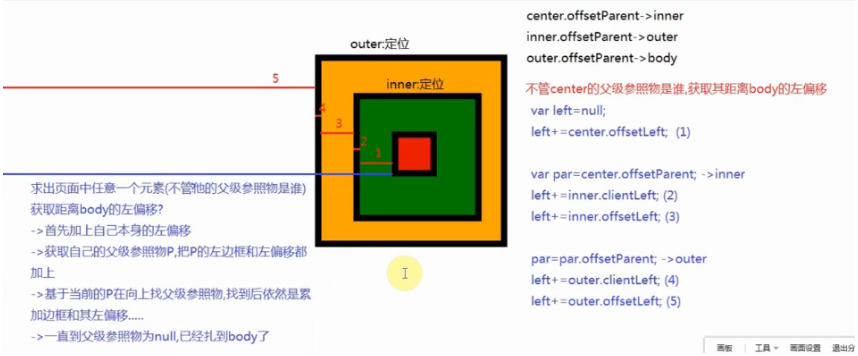 center.offsetParent->inner
inner.offsetParent->outer
outer.offsetParent->body
outer:定位
inner:定位
5
4
3
2
1
不管center的父级参照物是谁,获取其距离body的左偏移
var left=null;
left+=center.offsetLeft; (1)
var par=center.offsetParent; ->inner
left+=inner.clientLeft; (2)
left+=inner.offsetLeft; (3)
par=par.offsetParent; ->outer
left+=outer.clientLeft; (4)
left+=outer.offsetLeft; (5)
求出页面中任意一个元素(不管他的父级参照物是谁)
获取距离body的左偏移?
->首先加上自己本身的左偏移
->获取自己的父级参照物P,把P的左边框和左偏移都
加上
->基于当前的P在向上找父级参照物,找到后依然是累
加边框和其左偏移.....
->一直到父级参照物为null,已经扎到body了
画板 工具 画面设置 退出分